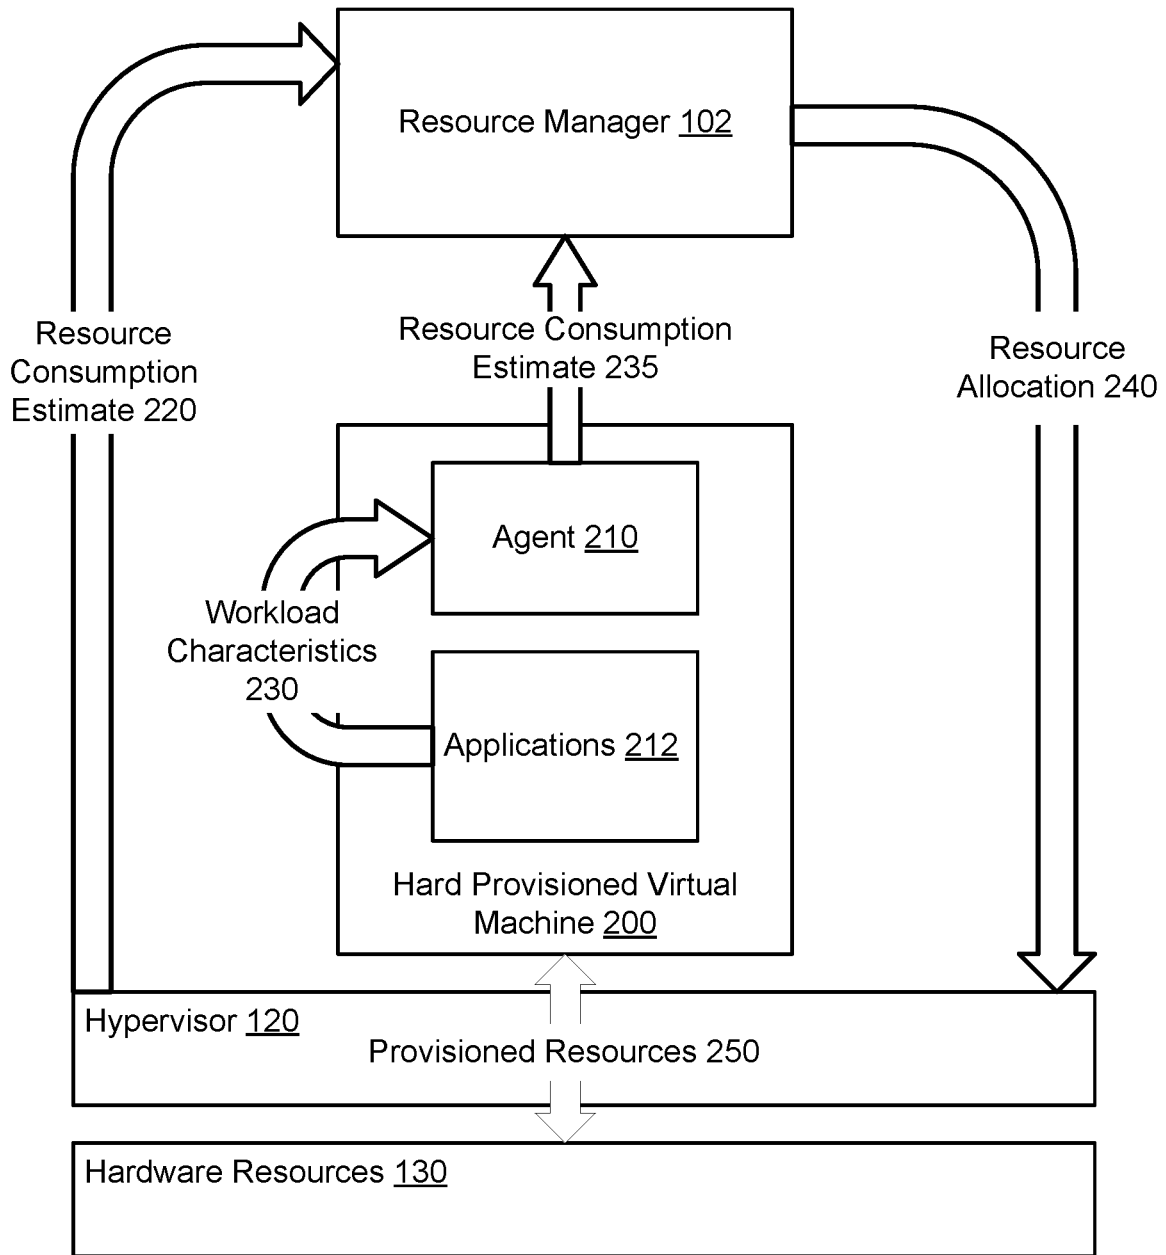 Resource Manager 102
Resource
Consumption
Estimate 220
Resource Consumption
Estimate 235
Resource
Allocation 240
Agent 210
Workload
Characteristics
230
Applications 212
Hard Provisioned Virtual
Machine 200
Hypervisor 120
Provisioned Resources 250
Hardware Resources 130